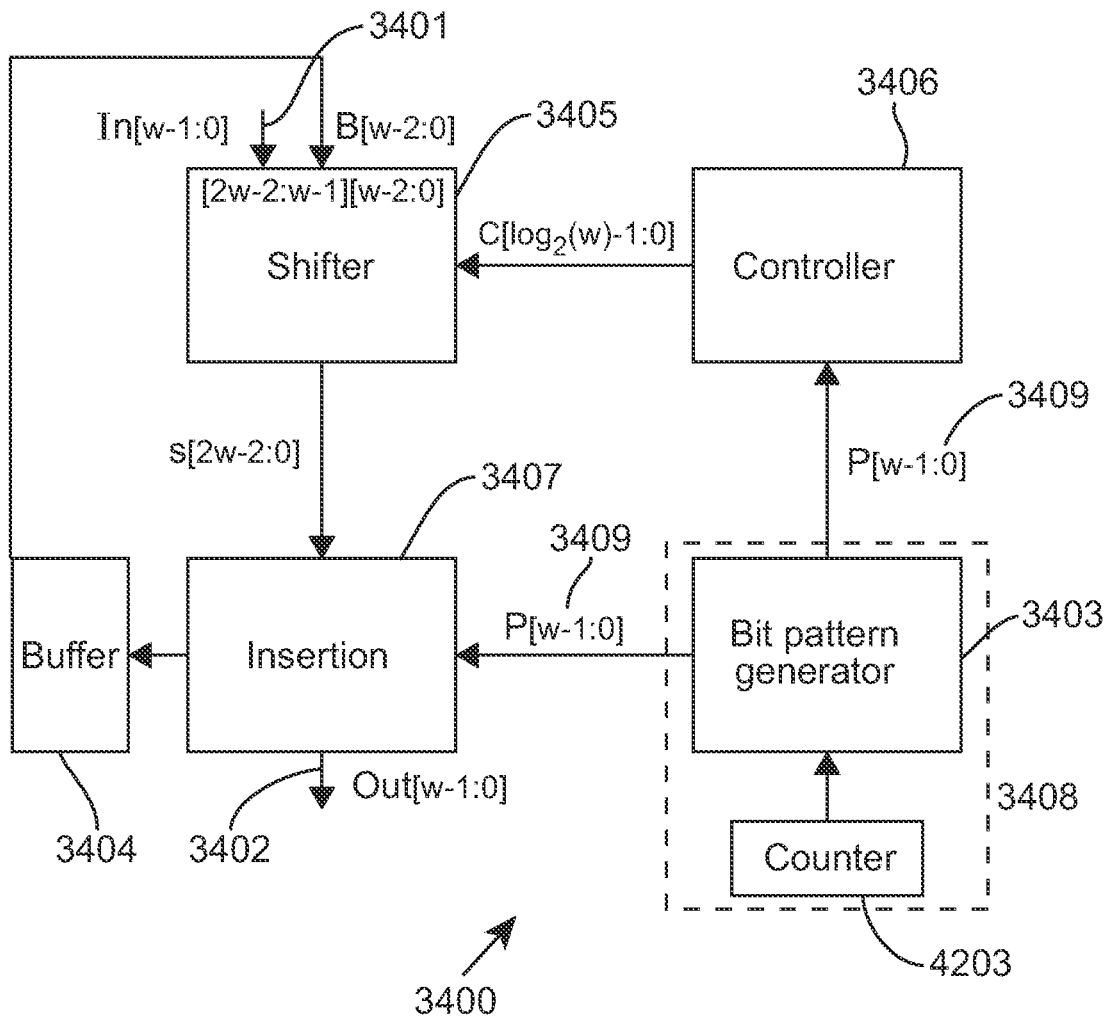 3401
3406
In[w-1:0]
B[w-2:0]
3405
[2w-2:w-1][w-2:0]
C[log2(w)-1:0]
Shifter
Controller
3409
P[w-1:0]
s[2w-2:0]
3407
3409
P[w-1:0]
3403
Buffer
Insertion
Bit pattern
generator
Out[w-1:0]
3408
3404
3402
Counter
4203
3400